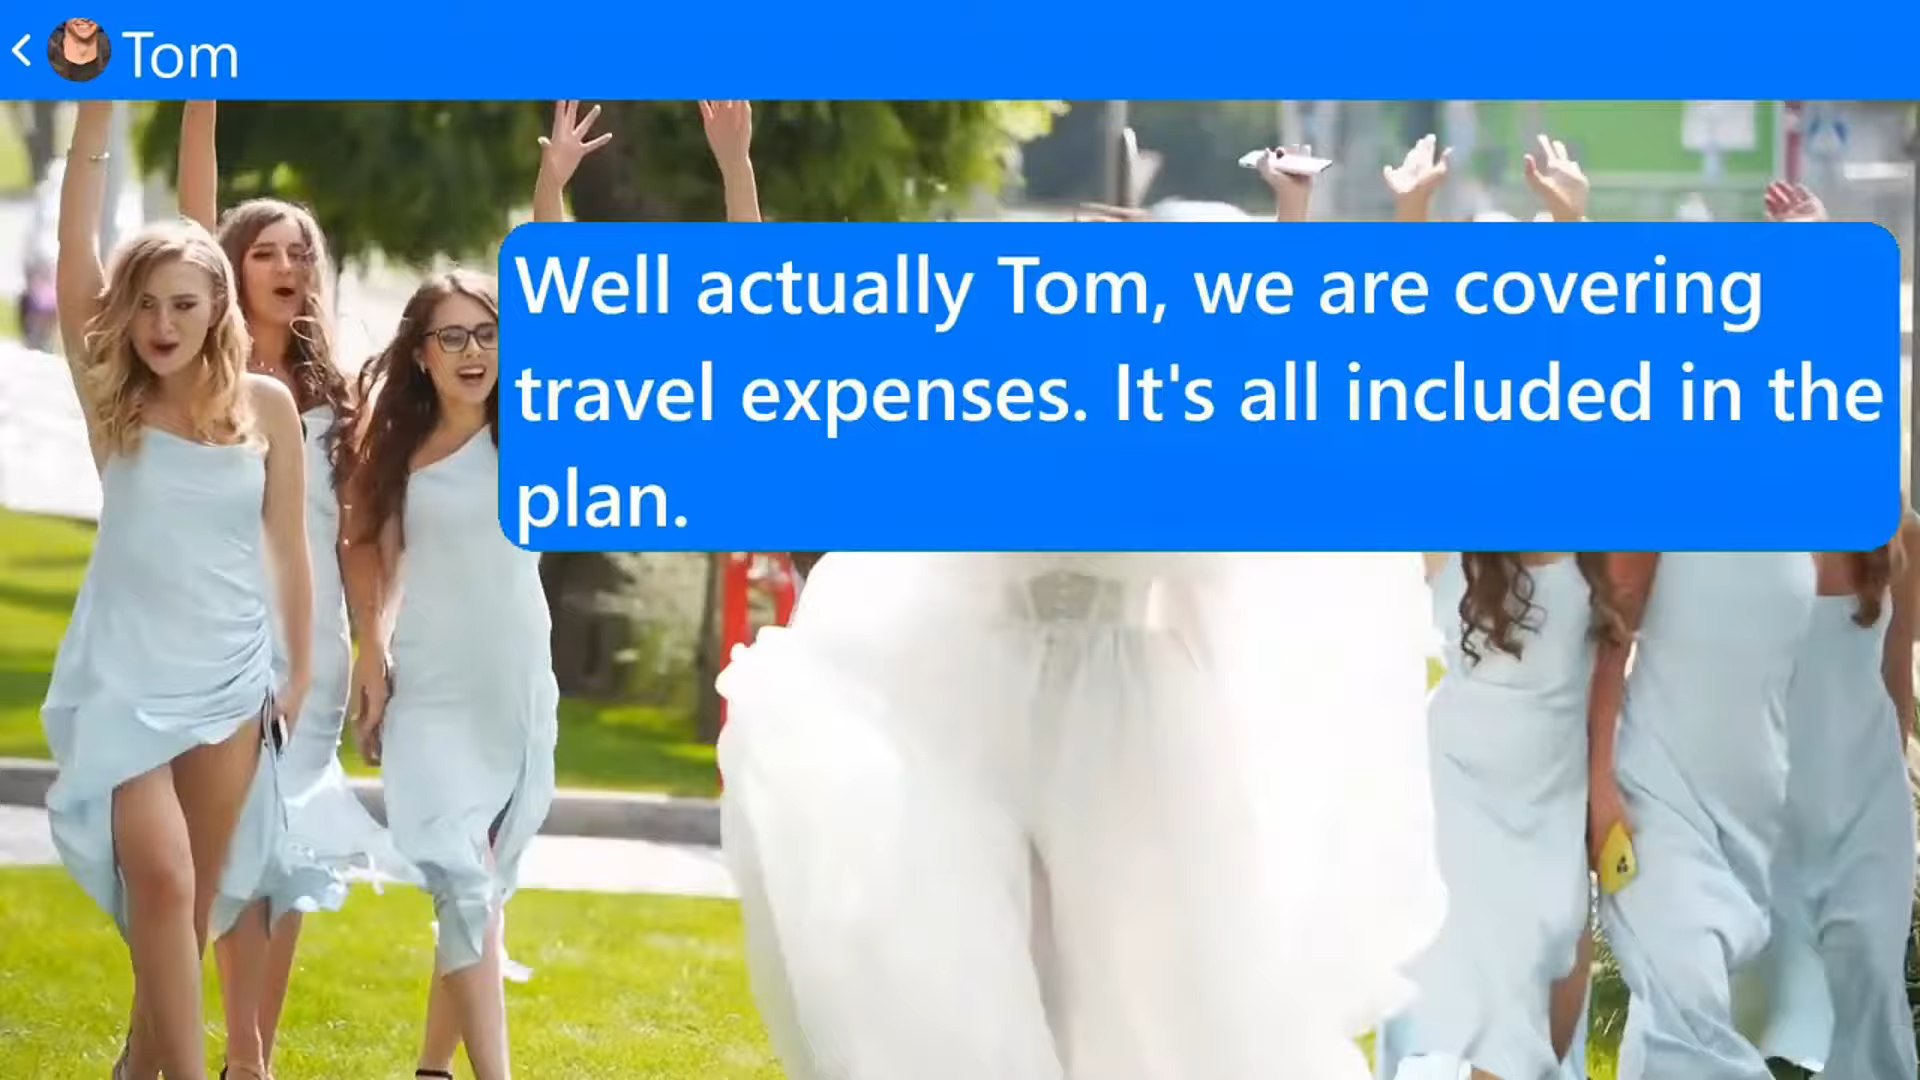 Tom
Well actually Tom, we are covering
travel expenses. It's all included in the
plan.